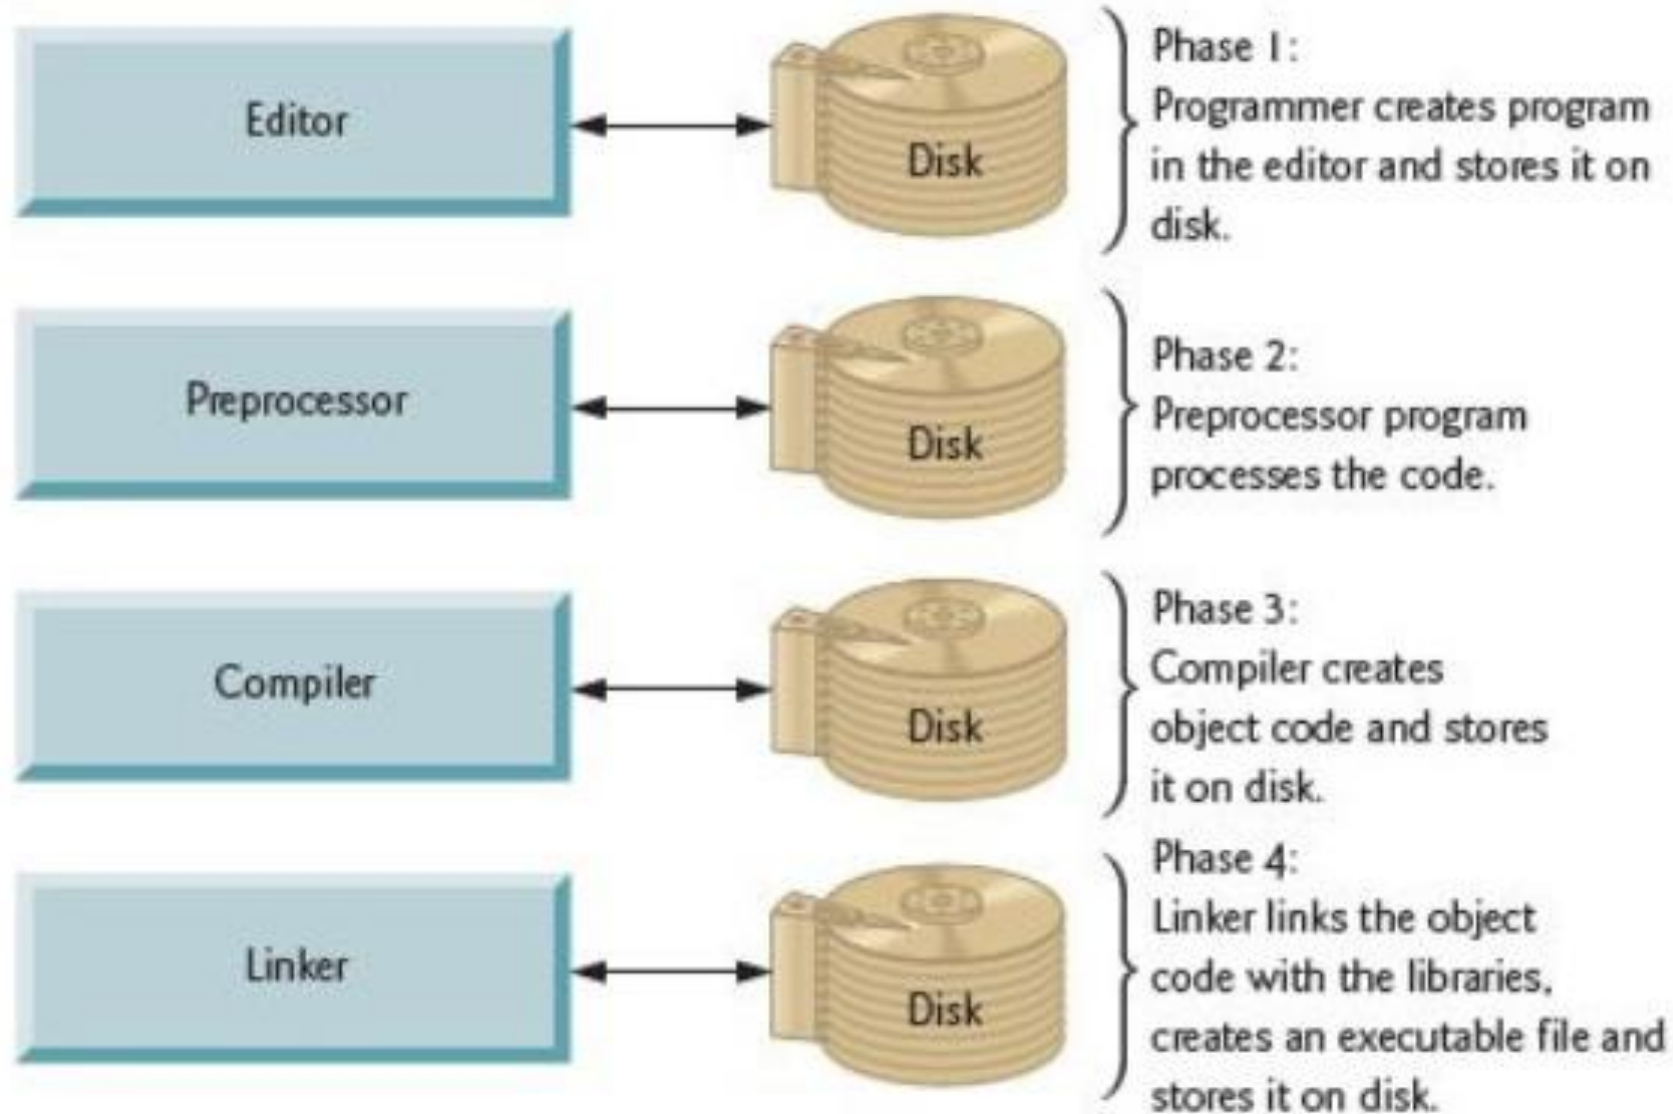 Editor
Disk
Phase 1:
Programmer creates program
in the editor and stores it on
disk.
Preprocessor
Disk
Phase 2:
Preprocessor program
processes the code.
Compiler
Disk
Phase 3:
Compiler creates
object code and stores
it on disk.
Linker
Disk
Phase 4:
Linker links the object
code with the libraries,
creates an executable file and
stores it on disk.